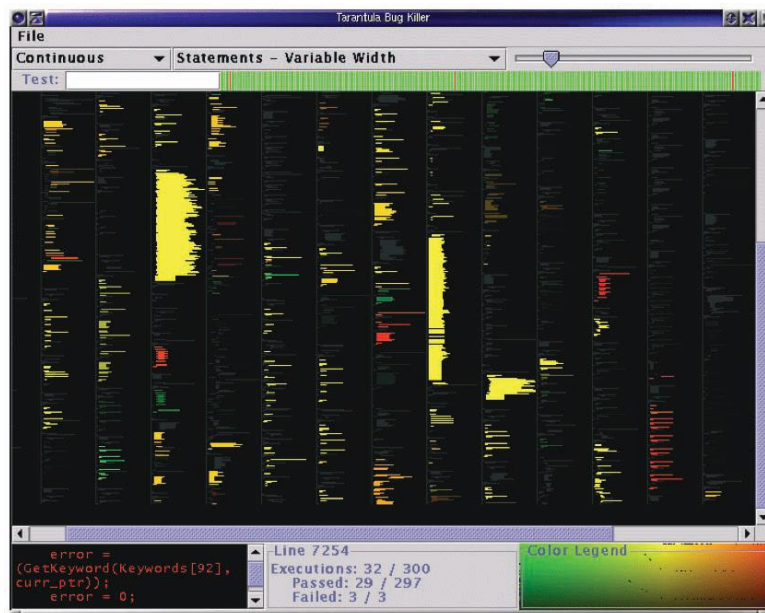 Tarantula Bug Killer
File
Continuous
Statements - Variable Width
Test:
error =
(GetKeyword(Keywords[92],
curr_ptr));
error = 0;
Line 7254
Executions: 32 / 300
Passed: 29 / 297
Failed: 3 / 3
Color Legend